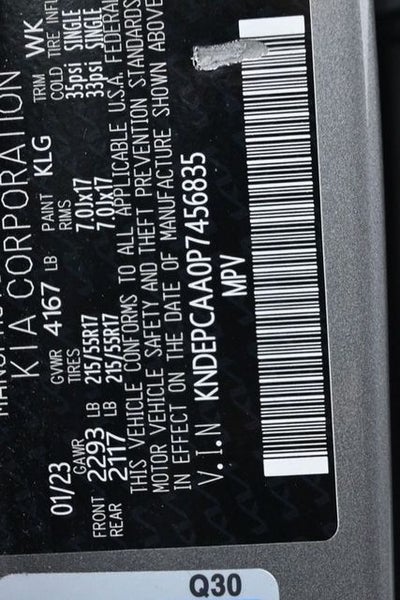 KIA CORPORATION
01/23 GVWR 4167 LB PAINT KLG TRIM WK
GAWR TIRES RIMS COLD TIRE INFL
FRONT 2293 LB 215/55R17 7.0Jx17 35psi SINGLE
REAR 2117 LB 215/55R17 7.0Jx17 33psi SINGLE
THIS VEHICLE CONFORMS TO ALL APPLICABLE U.S.A. FEDERAL
MOTOR VEHICLE SAFETY AND THEFT PREVENTION STANDARDS
IN EFFECT ON THE DATE OF MANUFACTURE SHOWN ABOVE
V.I.N KNDEPCAA0P7456835
MPV
Q30